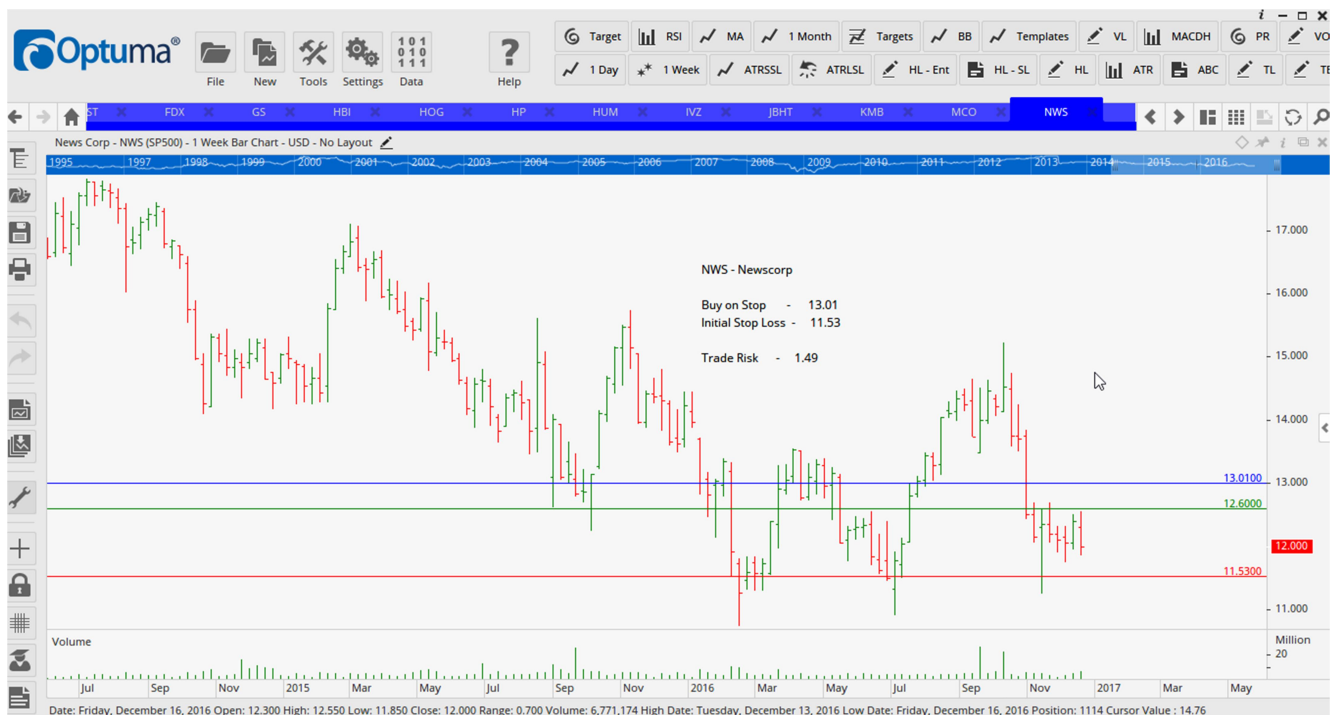 i
Optuma®
File
New
Tools
Settings
101
010
111
Data
?
Help
Target
RSI
MA
1 Month
Targets
BB
Templates
VL
MACDH
PR
VO
1 Day
1 Week
ATRSSL
ATRLSL
HL - Ent
HL - SL
HL
ATR
ABC
TL
ST
FDX
GS
HBI
HOG
HP
HUM
IVZ
JBHT
KMB
MCO
NWS
News Corp - NWS (SP500) - 1 Week Bar Chart - USD - No Layout
i
1995 1997 1998 1999 2000 2001 2002 2003 2004 2005 2006 2007 2008 2009 2010 2011 2012 2013 2014 2015 2016
17.000
NWS - Newscorp
16.000
Buy on Stop - 13.01
Initial Stop Loss - 11.53
Trade Risk - 1.49
15.000
14.000
13.0100
13.000
12.6000
12.000
11.5300
11.000
Volume
Million
20
Jul Sep Nov 2015 Mar May Jul Sep Nov 2016 Mar May Jul Sep Nov 2017 Mar May
Date: Friday, December 16, 2016 Open: 12.300 High: 12.550 Low: 11.850 Close: 12.000 Range: 0.700 Volume: 6,771,174 High Date: Tuesday, December 13, 2016 Low Date: Friday, December 16, 2016 Position: 1114 Cursor Value : 14.76